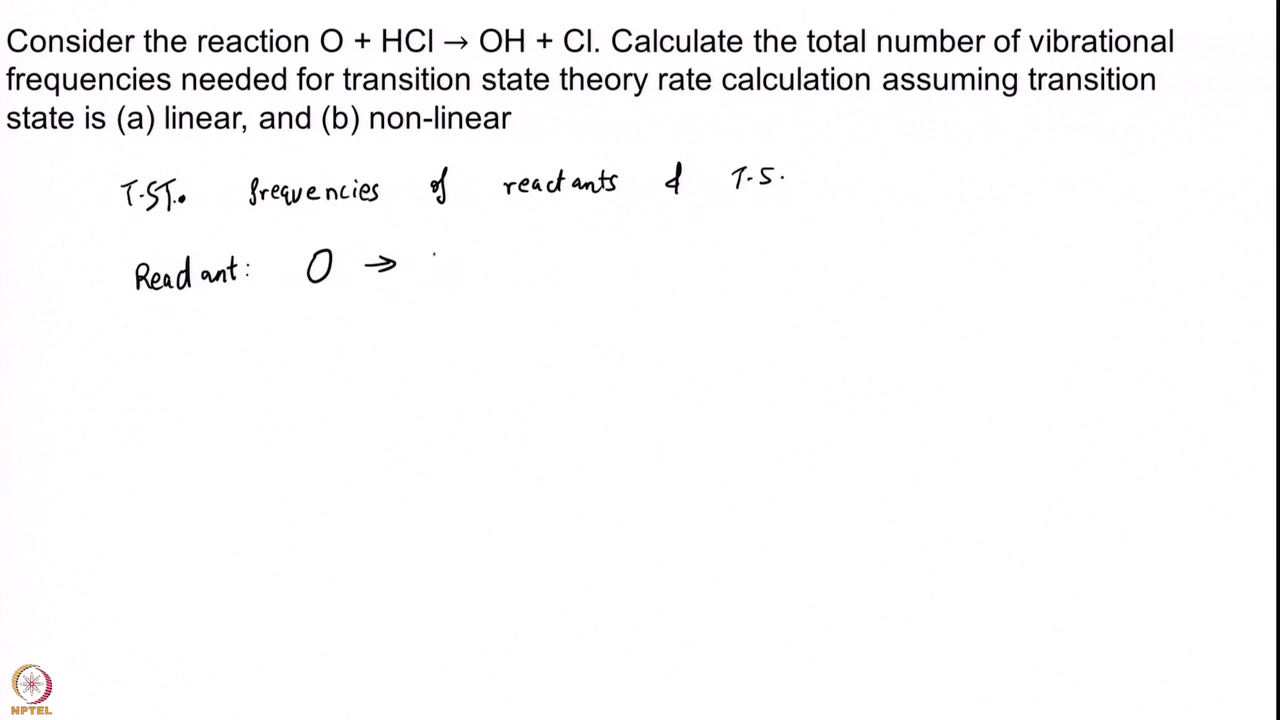 Consider the reaction O + HCl → OH + Cl. Calculate the total number of vibrational
frequencies needed for transition state theory rate calculation assuming transition
state is (a) linear, and (b) non-linear
T.ST. frequencies of reactants & T.S.
Reactant: O →
NPTEL